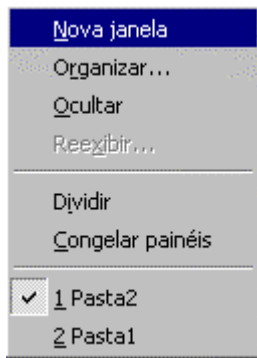 Nova janela
Organizar...
Ocultar
Reexibir...
Dividir
Congelar painéis
1 Pasta2
2 Pasta1